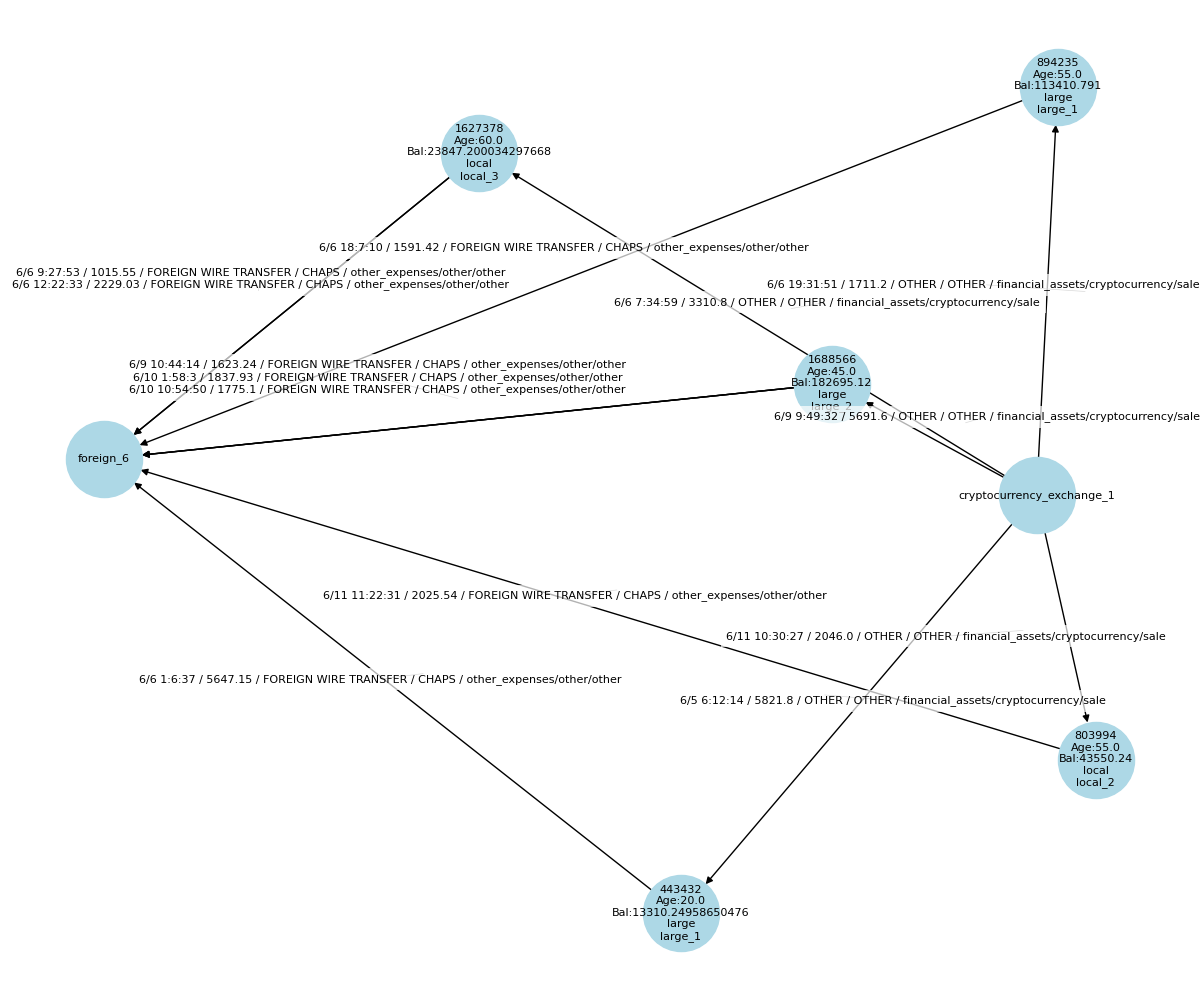 894235
Age:55.0
Bal:113410.791
large
large_1
1627378
Age:60.0
Bal:23847.200034297668
local
local_3
6/6 18:7:10 / 1591.42 / FOREIGN WIRE TRANSFER / CHAPS / other_expenses/other/other
6/6 9:27:53 / 1015.55 / FOREIGN WIRE TRANSFER / CHAPS / other_expenses/other/other
6/6 12:22:33 / 2229.03 / FOREIGN WIRE TRANSFER / CHAPS / other_expenses/other/other
6/6 19:31:51 / 1711.2 / OTHER / OTHER / financial_assets/cryptocurrency/sale
6/6 7:34:59 / 3310.8 / OTHER / OTHER / financial_assets/cryptocurrency/sale
6/9 10:44:14 / 1623.24 / FOREIGN WIRE TRANSFER / CHAPS / other_expenses/other/other
6/10 1:58:3 / 1837.93 / FOREIGN WIRE TRANSFER / CHAPS / other_expenses/other/other
6/10 10:54:50 / 1775.1 / FOREIGN WIRE TRANSFER / CHAPS / other_expenses/other/other
1688566
Age:45.0
Bal:182695.12
large
large_2
6/9 9:49:32 / 5691.6 / OTHER / OTHER / financial_assets/cryptocurrency/sale
foreign_6
cryptocurrency_exchange_1
6/11 11:22:31 / 2025.54 / FOREIGN WIRE TRANSFER / CHAPS / other_expenses/other/other
6/11 10:30:27 / 2046.0 / OTHER / OTHER / financial_assets/cryptocurrency/sale
6/6 1:6:37 / 5647.15 / FOREIGN WIRE TRANSFER / CHAPS / other_expenses/other/other
6/5 6:12:14 / 5821.8 / OTHER / OTHER / financial_assets/cryptocurrency/sale
803994
Age:55.0
Bal:43550.24
local
local_2
443432
Age:20.0
Bal:13310.24958650476
large
large_1